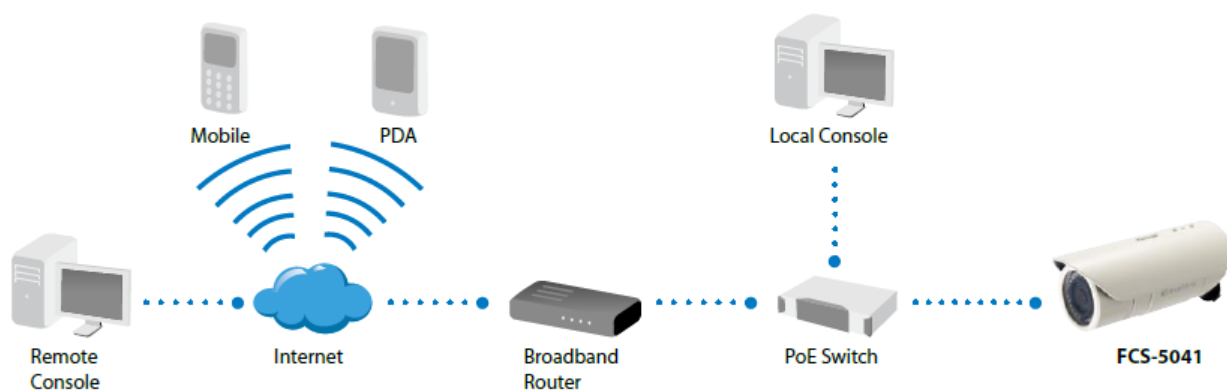 Mobile
PDA
Local Console
Remote
Console
Internet
Broadband
Router
PoE Switch
FCS-5041